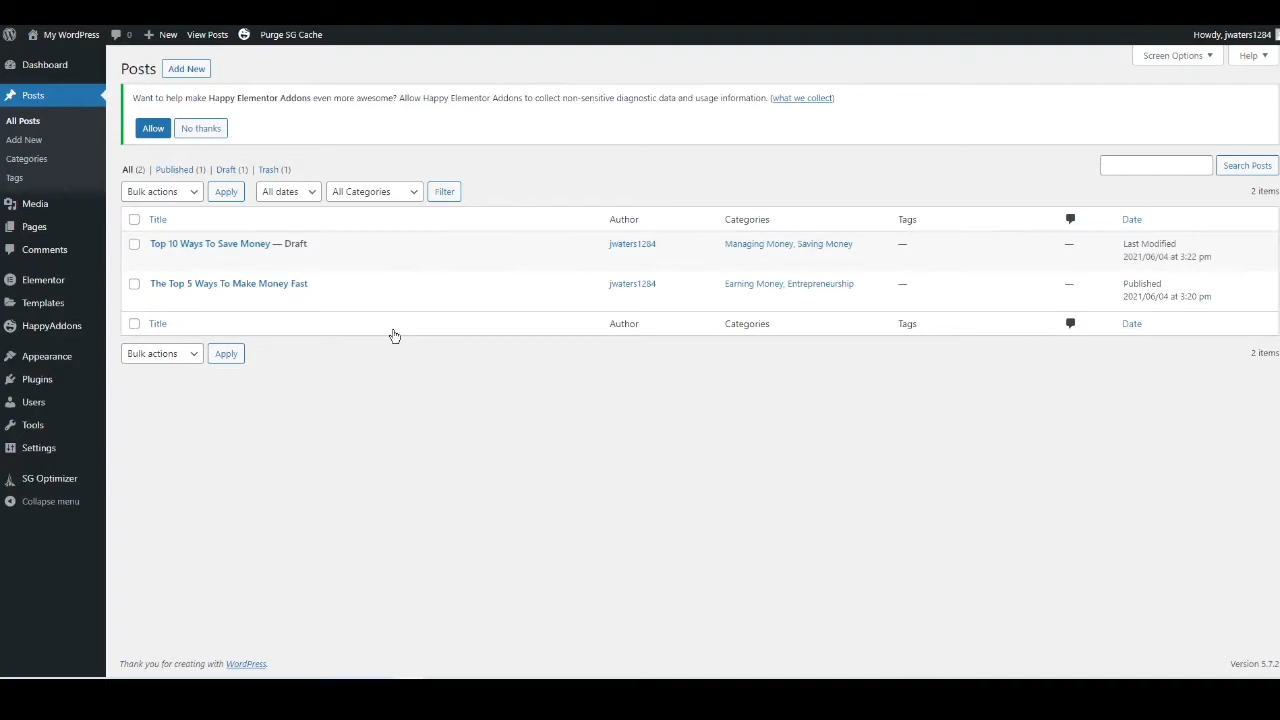 My WordPress 0 New View Posts Purge SG Cache Howdy, jwaters1284
Dashboard
Posts
All Posts
Add New
Categories
Tags
Media
Pages
Comments
Elementor
Templates
HappyAddons
Appearance
Plugins
Users
Tools
Settings
SG Optimizer
Collapse menu
Screen Options Help
Posts Add New
Want to help make Happy Elementor Addons even more awesome? Allow Happy Elementor Addons to collect non-sensitive diagnostic data and usage information. (what we collect)
Allow No thanks
All (2) | Published (1) | Draft (1) | Trash (1)
Search Posts
Bulk actions Apply All dates All Categories Filter
2 items
Title Author Categories Tags Date
Top 10 Ways To Save Money — Draft jwaters1284 Managing Money, Saving Money — — Last Modified
2021/06/04 at 3:22 pm
The Top 5 Ways To Make Money Fast jwaters1284 Earning Money, Entrepreneurship — — Published
2021/06/04 at 3:20 pm
Title Author Categories Tags Date
Bulk actions Apply
2 items
Thank you for creating with WordPress.
Version 5.7.2